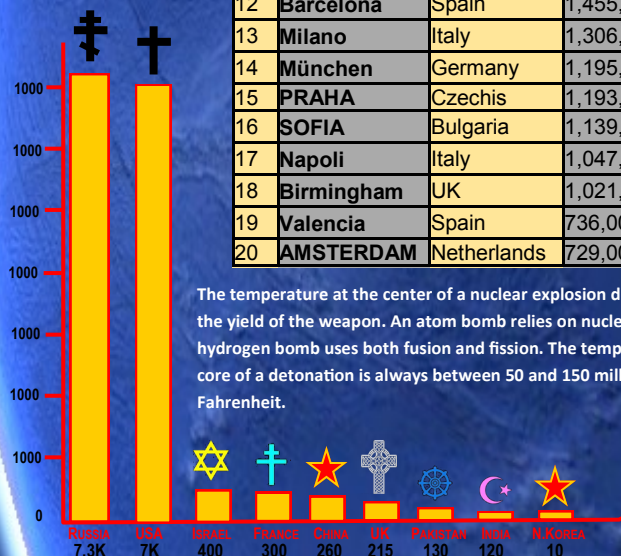 12 Barcelona Spain 1,455,
13 Milano Italy 1,306,
14 München Germany 1,195,
15 PRAHA Czechis 1,193,
16 SOFIA Bulgaria 1,139,
17 Napoli Italy 1,047,
18 Birmingham UK 1,021,
19 Valencia Spain 736,00
20 AMSTERDAM Netherlands 729,00
The temperature at the center of a nuclear explosion d
the yield of the weapon. An atom bomb relies on nucle
hydrogen bomb uses both fusion and fission. The temp
core of a detonation is always between 50 and 150 mill
Fahrenheit.
1000
1000
1000
1000
1000
1000
1000
0
RUSSIA USA ISRAEL FRANCE CHINA UK PAKISTAN INDIA N.KOREA
7.3K 7K 400 300 260 215 130 120 10